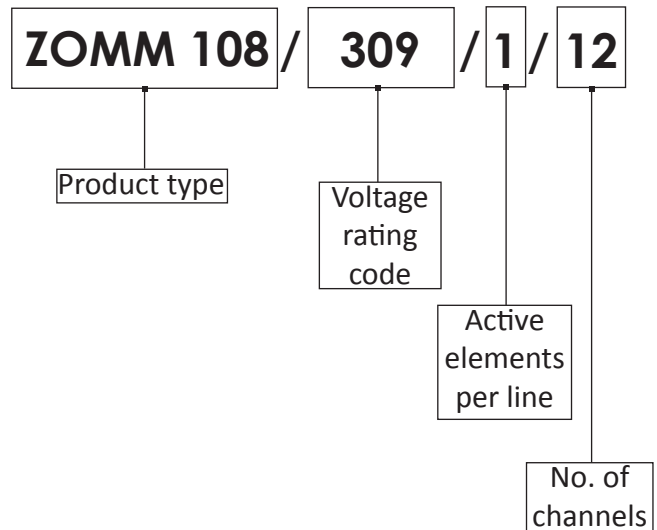 ZOMM 108 / 309 / 1 / 12
Product type
Voltage
rating
code
Active
elements
per line
No. of
channels